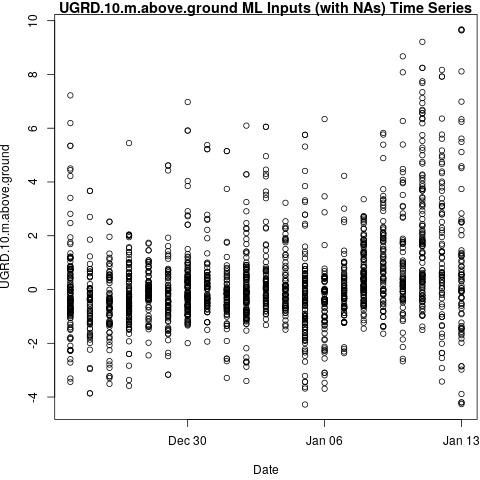 UGRD.10.m.above.ground ML Inputs (with NAs) Time Series
UGRD.10.m.above.ground
10
8
6
4
2
0
-2
-4
Dec 30
Jan 06
Jan 13
Date